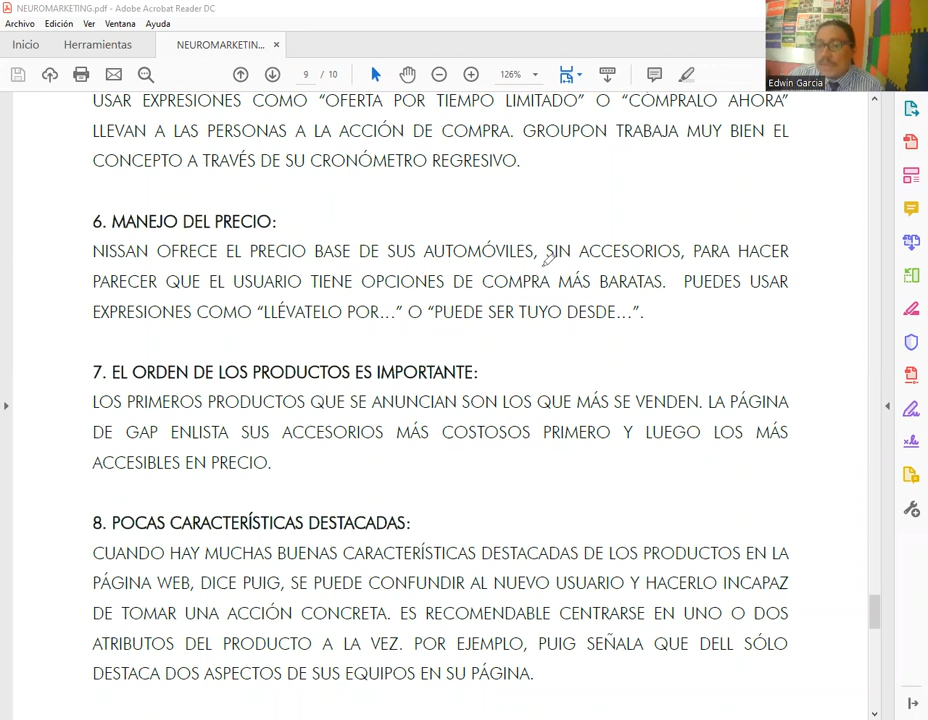 NEUROMARKETING.pdf - Adobe Acrobat Reader DC
Archivo Edición Ver Ventana Ayuda
Inicio Herramientas NEUROMARKETIN... ×
9 / 10 126%
Edwin Garcia
USAR EXPRESIONES COMO “OFERTA POR TIEMPO LIMITADO” O “CÓMPRALO AHORA”
LLEVAN A LAS PERSONAS A LA ACCIÓN DE COMPRA. GROUPON TRABAJA MUY BIEN EL
CONCEPTO A TRAVÉS DE SU CRONÓMETRO REGRESIVO.
6. MANEJO DEL PRECIO:
NISSAN OFRECE EL PRECIO BASE DE SUS AUTOMÓVILES, SIN ACCESORIOS, PARA HACER
PARECER QUE EL USUARIO TIENE OPCIONES DE COMPRA MÁS BARATAS. PUEDES USAR
EXPRESIONES COMO “LLÉVATELO POR...” O “PUEDE SER TUYO DESDE...”.
7. EL ORDEN DE LOS PRODUCTOS ES IMPORTANTE:
LOS PRIMEROS PRODUCTOS QUE SE ANUNCIAN SON LOS QUE MÁS SE VENDEN. LA PÁGINA
DE GAP ENLISTA SUS ACCESORIOS MÁS COSTOSOS PRIMERO Y LUEGO LOS MÁS
ACCESIBLES EN PRECIO.
8. POCAS CARACTERÍSTICAS DESTACADAS:
CUANDO HAY MUCHAS BUENAS CARACTERÍSTICAS DESTACADAS DE LOS PRODUCTOS EN LA
PÁGINA WEB, DICE PUIG, SE PUEDE CONFUNDIR AL NUEVO USUARIO Y HACERLO INCAPAZ
DE TOMAR UNA ACCIÓN CONCRETA. ES RECOMENDABLE CENTRARSE EN UNO O DOS
ATRIBUTOS DEL PRODUCTO A LA VEZ. POR EJEMPLO, PUIG SEÑALA QUE DELL SÓLO
DESTACA DOS ASPECTOS DE SUS EQUIPOS EN SU PÁGINA.